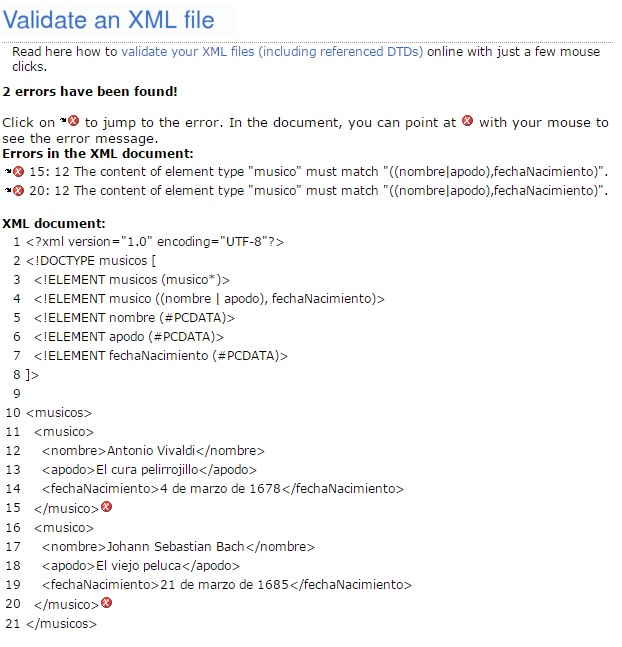 Validate an XML file
Read here how to validate your XML files (including referenced DTDs) online with just a few mouse
clicks.
2 errors have been found!
Click on to jump to the error. In the document, you can point at with your mouse to
see the error message.
Errors in the XML document:
15: 12 The content of element type "musico" must match "((nombre|apodo),fechaNacimiento)".
20: 12 The content of element type "musico" must match "((nombre|apodo),fechaNacimiento)".
XML document:
1 <?xml version="1.0" encoding="UTF-8"?>
2 <!DOCTYPE musicos [
3 <!ELEMENT musicos (musico*)>
4 <!ELEMENT musico ((nombre | apodo), fechaNacimiento)>
5 <!ELEMENT nombre (#PCDATA)>
6 <!ELEMENT apodo (#PCDATA)>
7 <!ELEMENT fechaNacimiento (#PCDATA)>
8 ]>
9
10 <musicos>
11 <musico>
12 <nombre>Antonio Vivaldi</nombre>
13 <apodo>El cura pelirrojillo</apodo>
14 <fechaNacimiento>4 de marzo de 1678</fechaNacimiento>
15 </musico>
16 <musico>
17 <nombre>Johann Sebastian Bach</nombre>
18 <apodo>El viejo peluca</apodo>
19 <fechaNacimiento>21 de marzo de 1685</fechaNacimiento>
20 </musico>
21 </musicos>